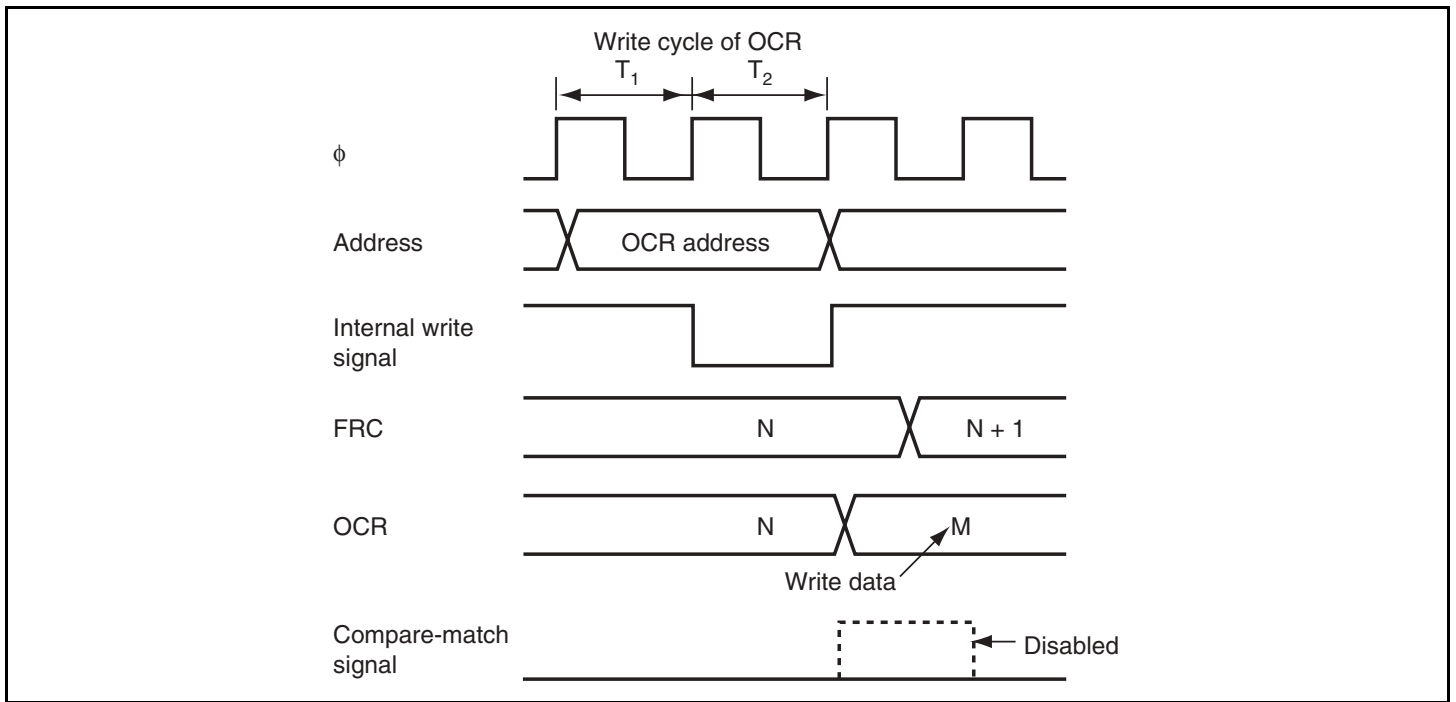 Write cycle of OCR
T1 T2
ϕ
Address OCR address
Internal write
signal
FRC N N + 1
OCR N M
Write data
Compare-match
signal
Disabled